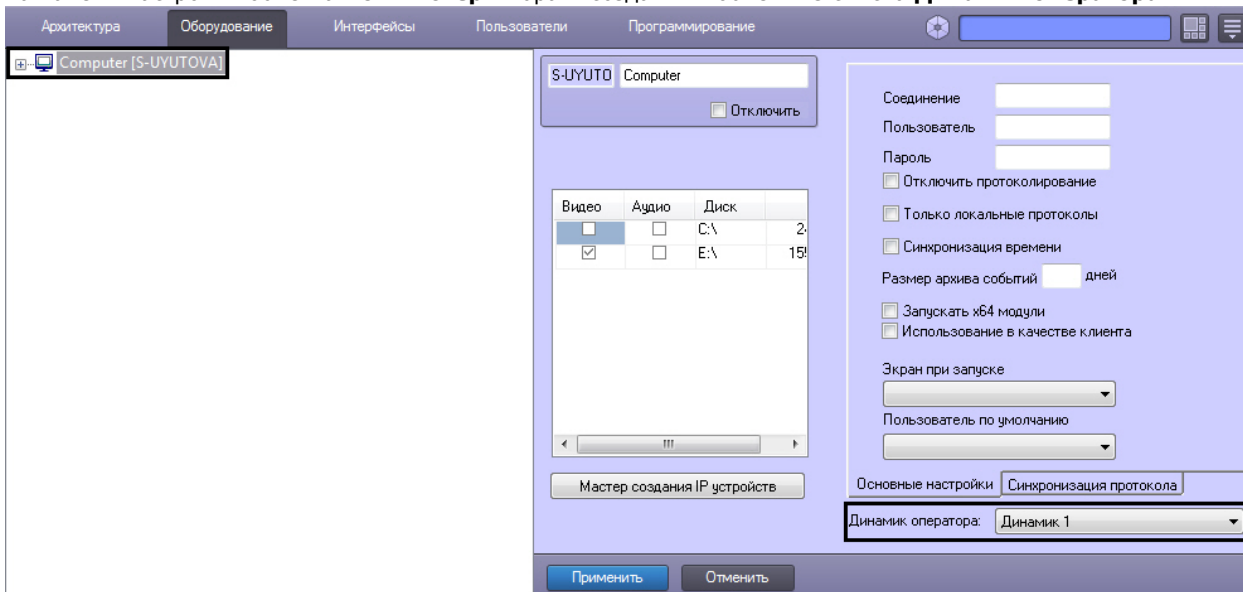 Архитектура Оборудование Интерфейсы Пользователи Программирование
Computer [S-UYUTOVA]
S-UYUTO Computer
Отключить
Видео Аудио Диск
C:\
E:\
Мастер создания IP устройств
Соединение
Пользователь
Пароль
Отключить протоколирование
Только локальные протоколы
Синхронизация времени
Размер архива событий дней
Запускать x64 модули
Использование в качестве клиента
Экран при запуске
Пользователь по умолчанию
Основные настройки Синхронизация протокола
Динамик оператора: Динамик 1
Применить Отменить